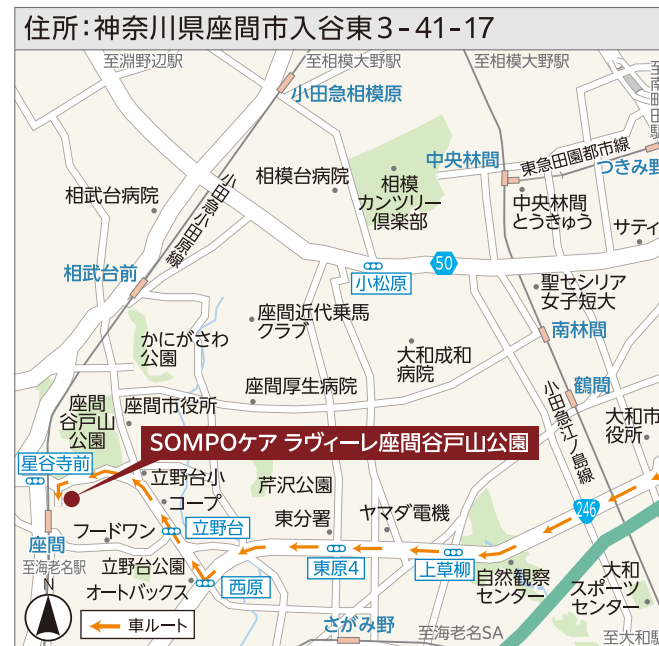 住所：神奈川県座間市入谷東3-41-17
至淵野辺駅
至相模大野駅
至相模大野駅
至南町田駅
小田急相模原
中央林間
東急田園都市線
つきみ野
相模台病院
相模
カンツリー
倶楽部
相武台病院
小田急小田原線
中央林間
とうきゅう
サティ
相武台前
50
小松原
聖セシリア
女子短大
座間近代乗馬
クラブ
南林間
かにがさわ
公園
大和成和
病院
鶴間
小田急江ノ島線
座間厚生病院
座間
谷戸山
公園
座間市役所
大和市
役所
SOMPOケア ラヴィーレ座間谷戸山公園
星谷寺前
立野台小
コープ
芹沢公園
246
東分署
ヤマダ電機
フードワン
立野台
座間
至海老名駅
東原4
上草柳
立野台公園
オートバックス
西原
自然観察
センター
大和
スポーツ
センター
N
車ルート
さがみ野
至海老名SA
至大和駅